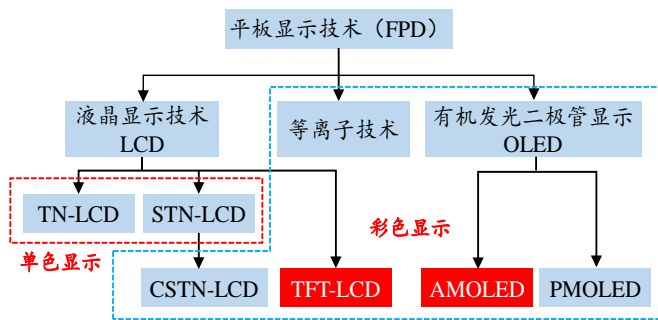 平板显示技术（FPD）
液晶显示技术
LCD
等离子技术
有机发光二极管显示
OLED
TN-LCD
STN-LCD
单色显示
彩色显示
CSTN-LCD
TFT-LCD
AMOLED
PMOLED